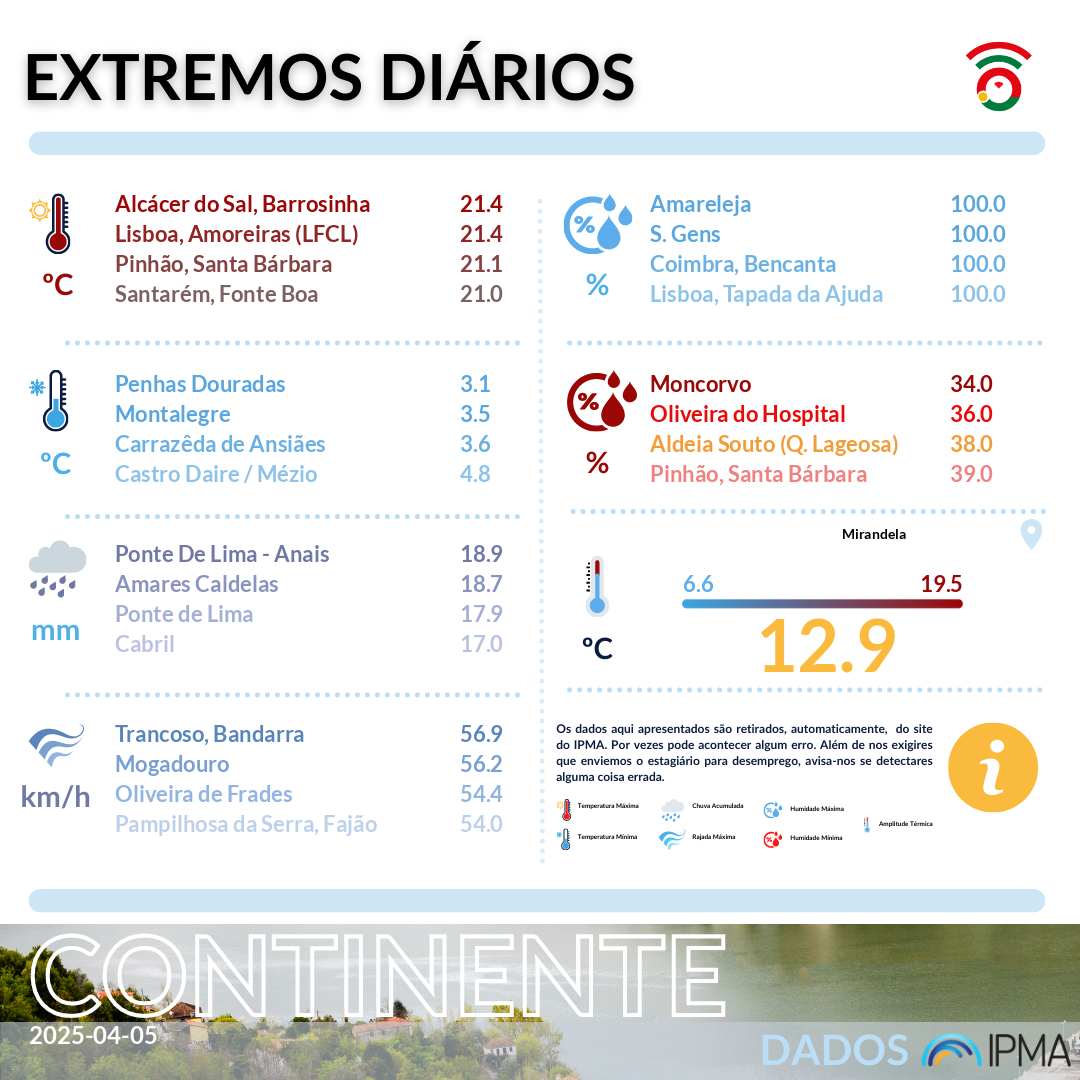 EXTREMOS DIÁRIOS
Alcácer do Sal, Barrosinha 21.4
Lisboa, Amoreiras (LFCL) 21.4
Pinhão, Santa Bárbara 21.1
Santarém, Fonte Boa 21.0
ºC
Penhas Douradas 3.1
Montalegre 3.5
Carrazêda de Ansiães 3.6
Castro Daire / Mézio 4.8
ºC
Ponte De Lima - Anais 18.9
Amares Caldelas 18.7
Ponte de Lima 17.9
Cabril 17.0
mm
Trancoso, Bandarra 56.9
Mogadouro 56.2
Oliveira de Frades 54.4
Pampilhosa da Serra, Fajão 54.0
km/h
%
Amareleja 100.0
S. Gens 100.0
Coimbra, Bencanta 100.0
Lisboa, Tapada da Ajuda 100.0
%
%
Moncorvo 34.0
Oliveira do Hospital 36.0
Aldeia Souto (Q. Lageosa) 38.0
Pinhão, Santa Bárbara 39.0
%
Mirandela
6.6 19.5
ºC
12.9
Os dados aqui apresentados são retirados, automaticamente, do site
do IPMA. Por vezes pode acontecer algum erro. Além de nos exigires
que enviemos o estagiário para desemprego, avisa-nos se detectares
alguma coisa errada.
i
Temperatura Máxima Chuva Acumulada Humidade Máxima
Amplitude Térmica
Temperatura Mínima Rajada Máxima Humidade Mínima
CONTINENTE
2025-04-05
DADOS IPMA